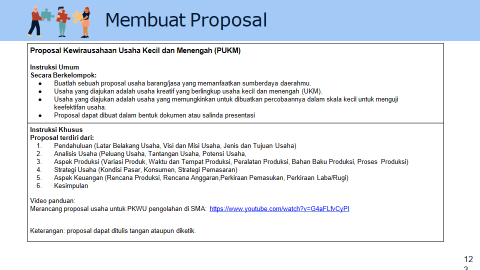 Membuat Proposal
Proposal Kewirausahaan Usaha Kecil dan Menengah (PUKM)
Instruksi Umum
Secara Berkelompok:
● Buatlah sebuah proposal usaha barang/jasa yang memanfaatkan sumberdaya daerahmu.
● Usaha yang diajukan adalah usaha kreatif yang berlingkup usaha kecil dan menengah (UKM).
● Usaha yang diajukan adalah usaha yang memungkinkan untuk dibuatkan percobaannya dalam skala kecil untuk menguji
keefektifan usaha.
● Proposal dapat dibuat dalam bentuk dokumen atau salinda presentasi
Instruksi Khusus
Proposal terdiri dari:
1. Pendahuluan (Latar Belakang Usaha, Visi dan Misi Usaha, Jenis dan Tujuan Usaha)
2. Analisis Usaha (Peluang Usaha, Tantangan Usaha, Potensi Usaha,
3. Aspek Produksi (Variasi Produk, Waktu dan Tempat Produksi, Peralatan Produksi, Bahan Baku Produksi, Proses Produksi)
4. Strategi Usaha (Kondisi Pasar, Konsumen, Strategi Pemasaran)
5. Aspek Keuangan (Rencana Produksi, Rencana Anggaran,Perkiraan Pemasukan, Perkiraan Laba/Rugi)
6. Kesimpulan
Video panduan:
Merancang proposal usaha untuk PKWU pengolahan di SMA: https://www.youtube.com/watch?v=G4aFLfvCyPI
Keterangan: proposal dapat ditulis tangan ataupun diketik.
12